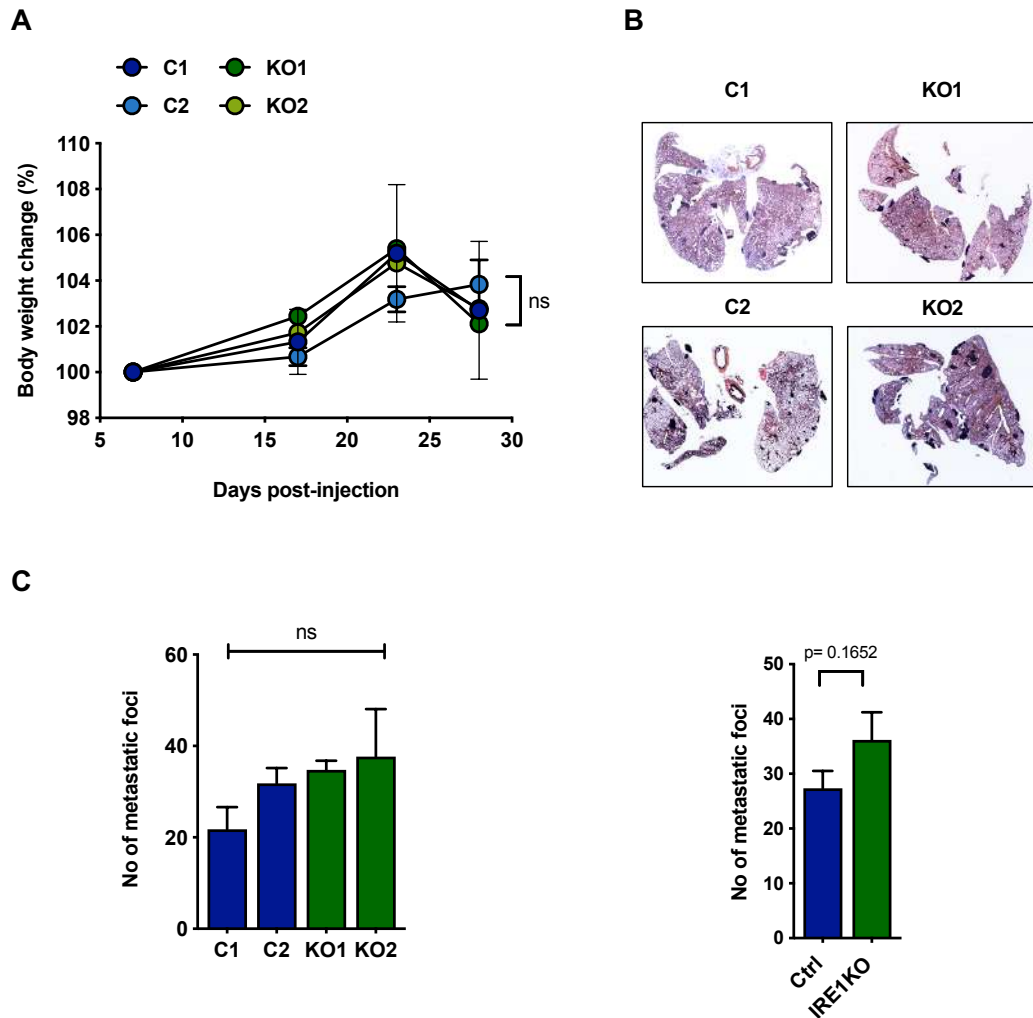 A
C1 KO1
C2 KO2
Body weight change (%)
110
108
106
104
102
100
98
5 10 15 20 25 30
Days post-injection
ns
B
C1 KO1
C2 KO2
C
ns
No of metastatic foci
60
40
20
0
C1 C2 KO1 KO2
p= 0.1652
No of metastatic foci
50
40
30
20
10
0
Ctrl
IRE1KO